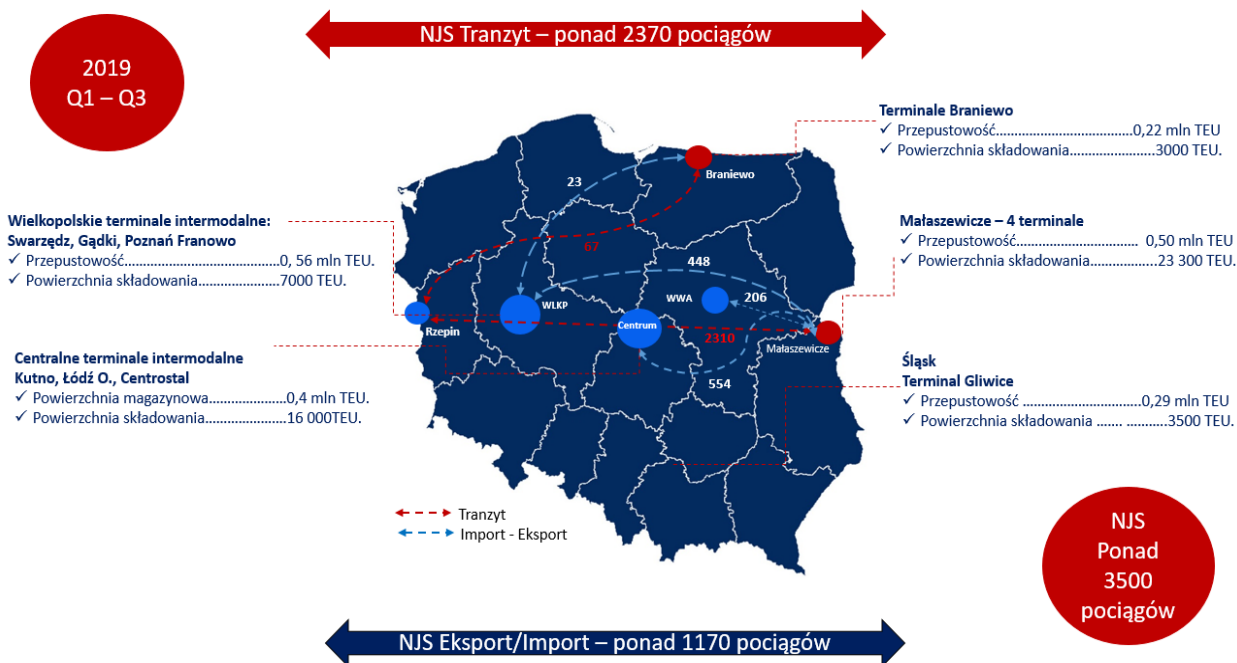 NJS Tranzyt – ponad 2370 pociągów
2019
Q1 – Q3
Terminale Braniewo
✓ Przepustowość..................................0,22 mln TEU
✓ Powierzchnia składowania.....................3000 TEU.
Wielkopolskie terminale intermodalne:
Swarzędz, Gądki, Poznań Franowo
✓ Przepustowość....................................0, 56 mln TEU.
✓ Powierzchnia składowania....................7000 TEU.
Małaszewicze – 4 terminale
✓ Przepustowość............................. 0,50 mln TEU
✓ Powierzchnia składowania.................23 300 TEU.
Centralne terminale intermodalne
Kutno, Łódź O., Centrostal
✓ Powierzchnia magazynowa....................0,4 mln TEU.
✓ Powierzchnia składowania.....................16 000TEU.
Śląsk
Terminal Gliwice
✓ Przepustowość .............................0,29 mln TEU
✓ Powierzchnia składowania ...... ...........3500 TEU.
Braniewo
23
67
448
WLKP
WWA
206
Rzepin
Centrum
2310
Małaszewicze
554
Tranzyt
Import - Eksport
NJS
Ponad
3500
pociągów
NJS Eksport/Import – ponad 1170 pociągów